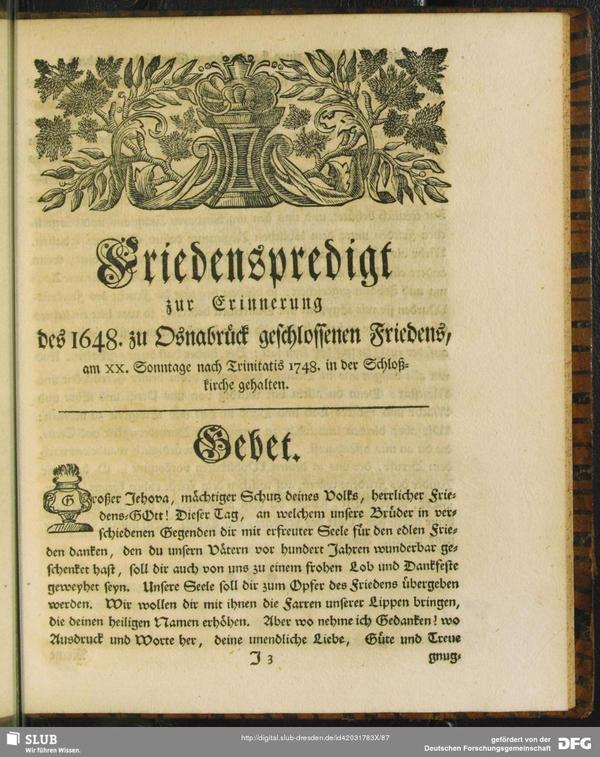 Friedenspredigt
zur Erinnerung
des 1648. zu Osnabrück geschlossenen Friedens,
am XX. Sonntage nach Trinitatis 1748. in der Schloß-
kirche gehalten.
Gebet.
Großer Jehova, mächtiger Schutz deines Volks, herrlicher Frie-
dens-GOtt! Dieser Tag, an welchem unsere Brüder in ver-
schiedenen Gegenden dir mit erfreuter Seele für den edlen Frie-
den danken, den du unsern Vätern vor hundert Jahren wunderbar ge-
schenket hast, soll dir auch von uns zu einem frohen Lob und Dankfeste
geweyhet seyn. Unsere Seele soll dir zum Opfer des Friedens übergeben
werden. Wir wollen dir mit ihnen die Farren unserer Lippen bringen,
die deinen heiligen Namen erhöhen. Aber wo nehme ich Gedanken! wo
Ausdruck und Worte her, deine unendliche Liebe, Güte und Treue
J 3 gnug-
SLUB
Wir führen Wissen.
http://digital.slub-dresden.de/id42031783X/87
gefördert von der
Deutschen Forschungsgemeinschaft
DFG